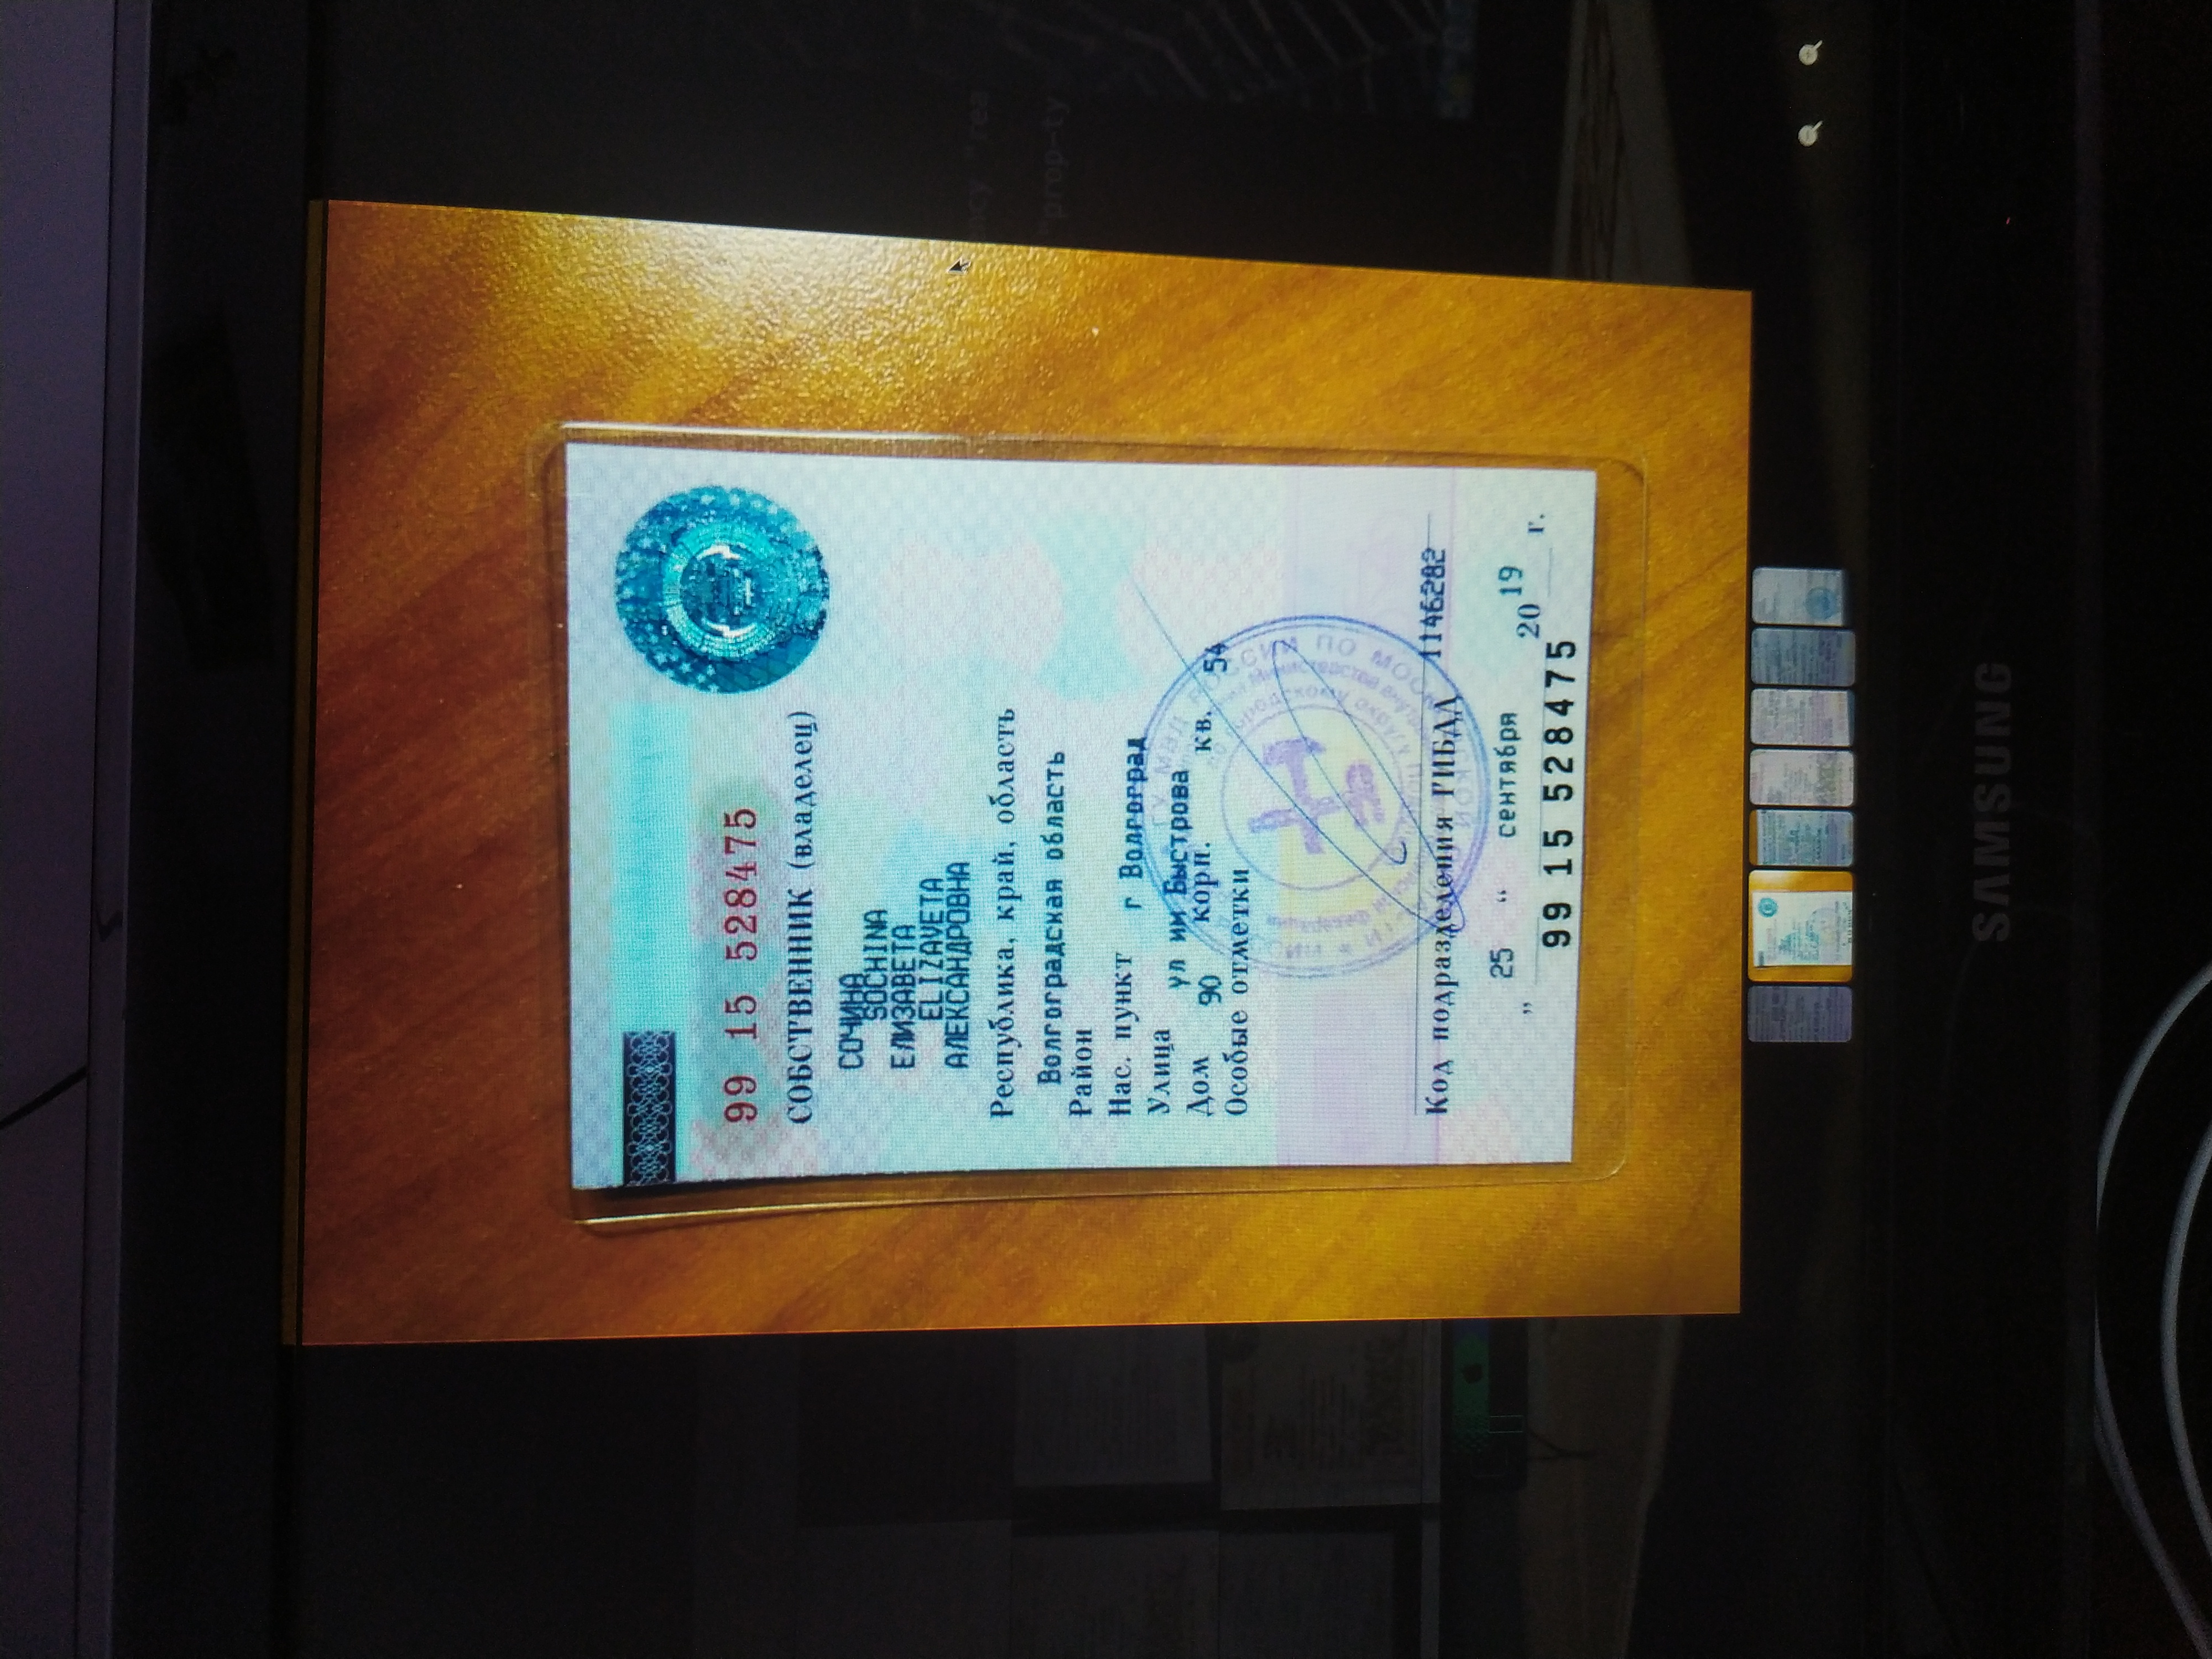 99 15 528475
СОБСТВЕННИК (владелец)
СОЧИНА
SOCHINA
ЕЛИЗАВЕТА
ELIZAVETA
АЛЕКСАНДРОВНА
Республика, край, область
Волгоградская область
Район
Нас. пункт г Волгоград
Улица ул им Быстрова
Дом 90 корп. кв. 54
Особые отметки
ГУ МВД РОССИИ ПО МОСКОВСКОЙ
Код подразделения ГИБДД 1146282
„ 25 “ сентября 20 19 г.
99 15 528475
"prop-ty
SAMSUNG